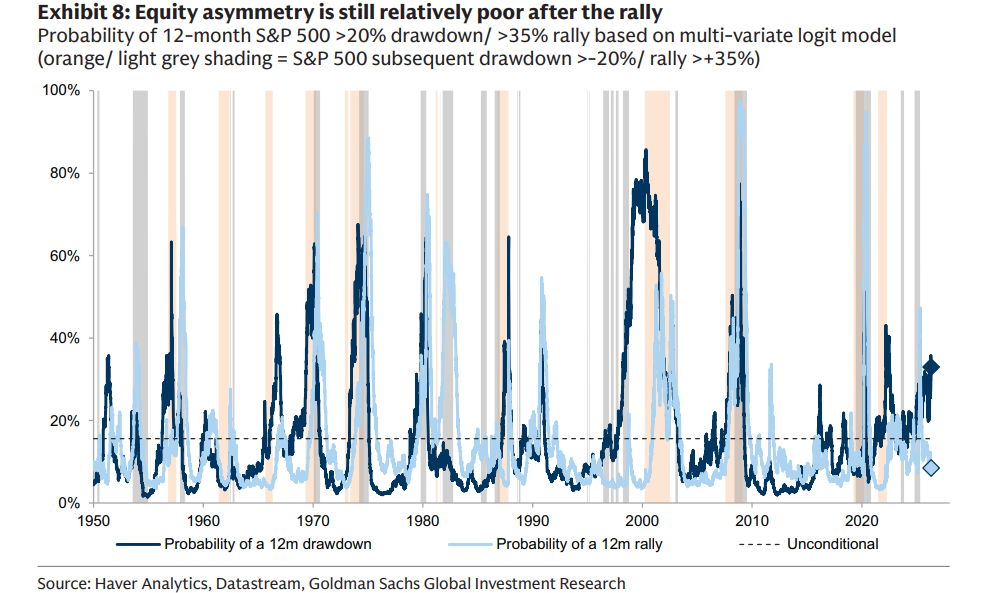 Exhibit 8: Equity asymmetry is still relatively poor after the rally
Probability of 12-month S&P 500 >20% drawdown/ >35% rally based on multi-variate logit model
(orange/ light grey shading = S&P 500 subsequent drawdown >-20%/ rally >+35%)
100%
80%
60%
40%
20%
0%
1950 1960 1970 1980 1990 2000 2010 2020
Probability of a 12m drawdown Probability of a 12m rally Unconditional
Source: Haver Analytics, Datastream, Goldman Sachs Global Investment Research